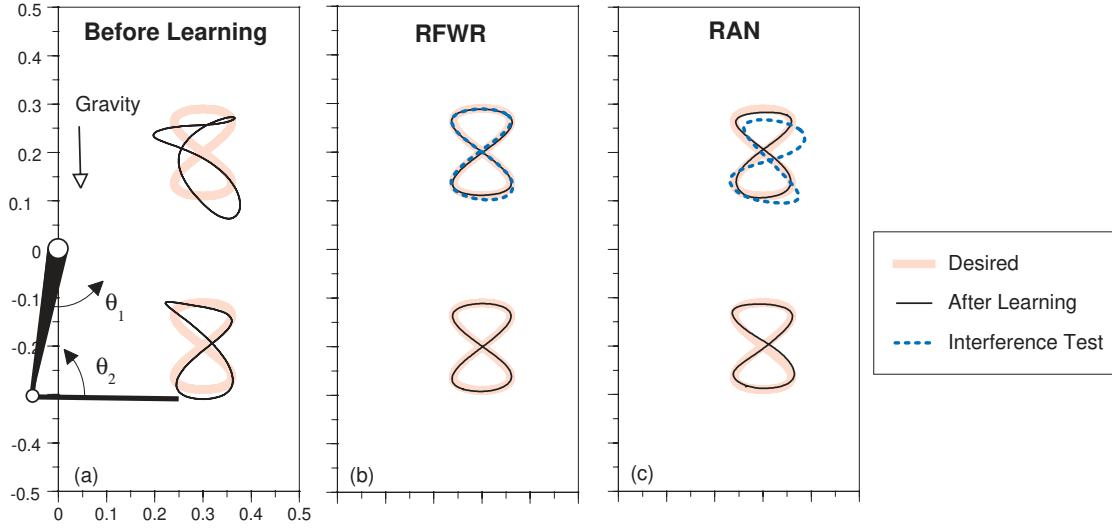 Before Learning
RFWR
RAN
0.5
0.4
0.3
0.2
0.1
0
-0.1
-0.2
-0.4
-0.5
Gravity
θ1
θ2
(a)
(b)
(c)
0 0.1 0.2 0.3 0.4 0.5
Desired
After Learning
Interference Test